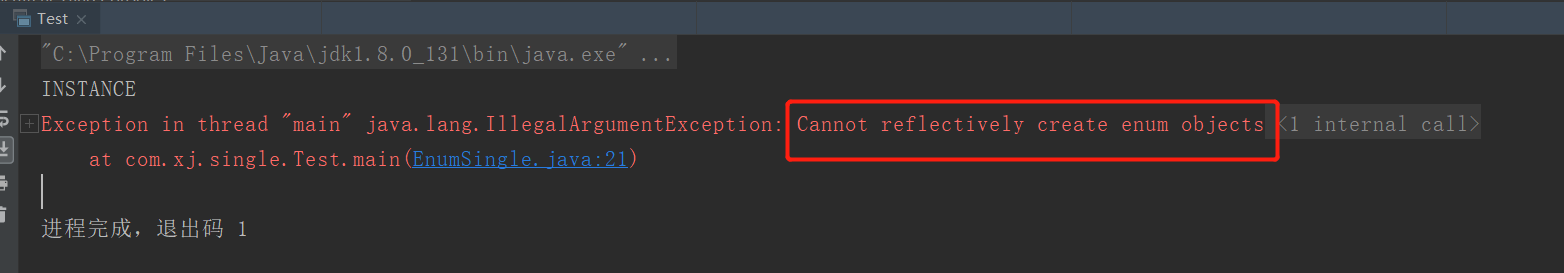 Test
"C:\Program Files\Java\jdk1.8.0_131\bin\java.exe" ...
INSTANCE
Exception in thread "main" java.lang.IllegalArgumentException: Cannot reflectively create enum objects <1 internal call>
at com.xj.single.Test.main(EnumSingle.java:21)
进程完成，退出码 1